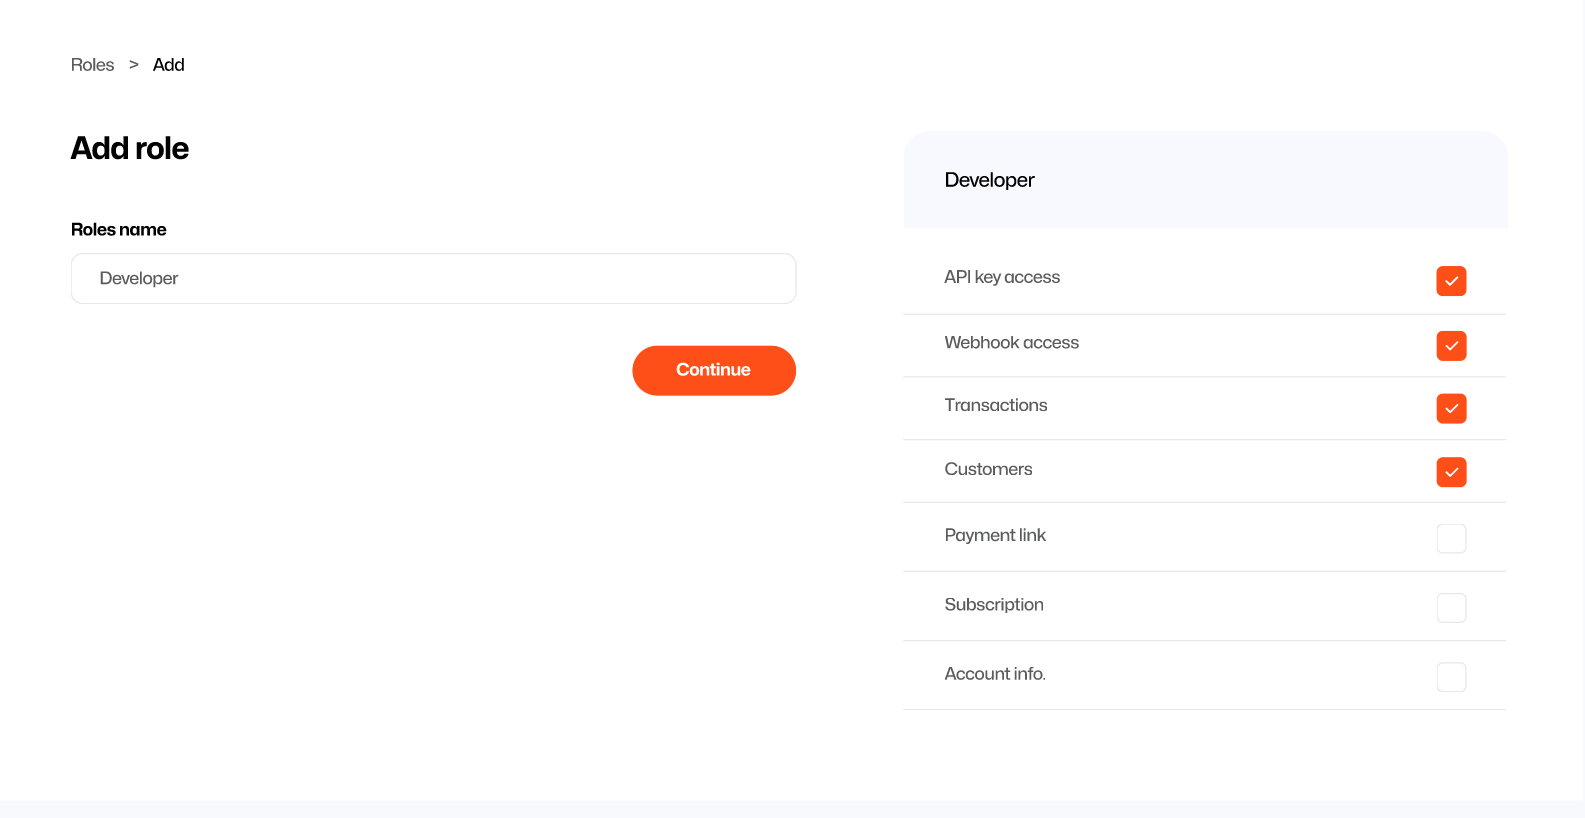 Roles > Add
Add role
Roles name
Developer
Continue
Developer
API key access
Webhook access
Transactions
Customers
Payment link
Subscription
Account info.